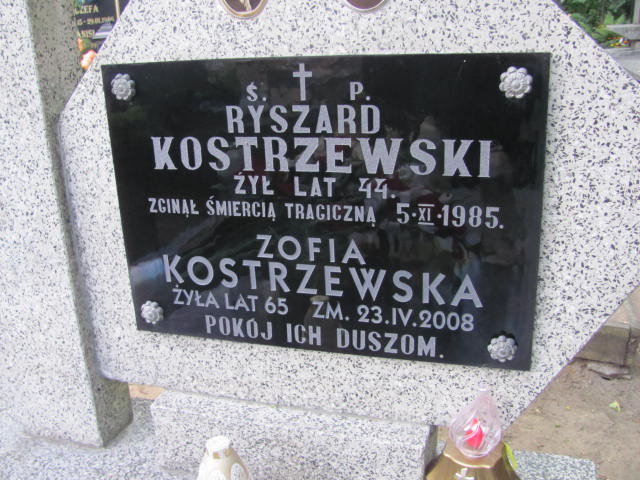 Ś. P.
RYSZARD
KOSTRZEWSKI
ŻYŁ LAT 44.
ZGINĄŁ ŚMIERCIĄ TRAGICZNĄ 5·XI·1985.
ZOFIA
KOSTRZEWSKA
ŻYŁA LAT 65 ZM. 23.IV.2008
POKÓJ ICH DUSZOM.